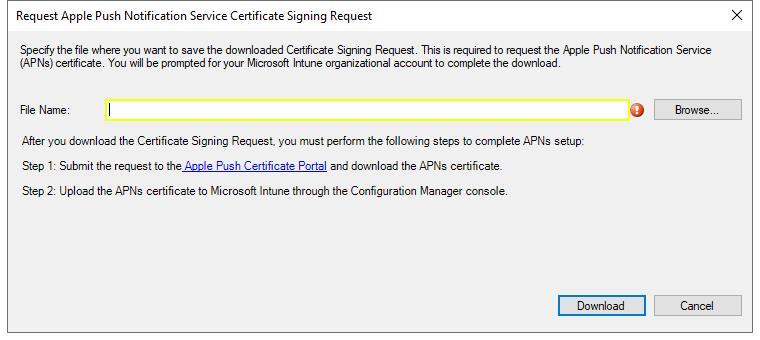 Request Apple Push Notification Service Certificate Signing Request
Specify the file where you want to save the downloaded Certificate Signing Request. This is required to request the Apple Push Notification Service
(APNs) certificate. You will be prompted for your Microsoft Intune organizational account to complete the download.
File Name:
Browse...
After you download the Certificate Signing Request, you must perform the following steps to complete APNs setup:
Step 1: Submit the request to the Apple Push Certificate Portal and download the APNs certificate.
Step 2: Upload the APNs certificate to Microsoft Intune through the Configuration Manager console.
Download
Cancel